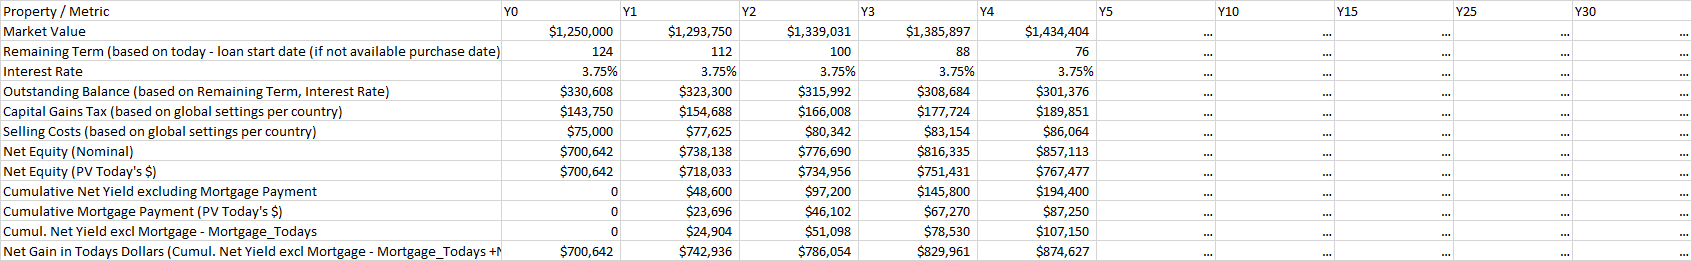 Property / Metric Y0 Y1 Y2 Y3 Y4 Y5 Y10 Y15 Y25 Y30
Market Value $1,250,000 $1,293,750 $1,339,031 $1,385,897 $1,434,404 ... ... ... ... ...
Remaining Term (based on today - loan start date (if not available purchase date) 124 112 100 88 76 ... ... ... ... ...
Interest Rate 3.75% 3.75% 3.75% 3.75% 3.75% ... ... ... ... ...
Outstanding Balance (based on Remaining Term, Interest Rate) $330,608 $323,300 $315,992 $308,684 $301,376 ... ... ... ... ...
Capital Gains Tax (based on global settings per country) $143,750 $154,688 $166,008 $177,724 $189,851 ... ... ... ... ...
Selling Costs (based on global settings per country) $75,000 $77,625 $80,342 $83,154 $86,064 ... ... ... ... ...
Net Equity (Nominal) $700,642 $738,138 $776,690 $816,335 $857,113 ... ... ... ... ...
Net Equity (PV Today's $) $700,642 $718,033 $734,956 $751,431 $767,477 ... ... ... ... ...
Cumulative Net Yield excluding Mortgage Payment 0 $48,600 $97,200 $145,800 $194,400 ... ... ... ... ...
Cumulative Mortgage Payment (PV Today's $) 0 $23,696 $46,102 $67,270 $87,250 ... ... ... ... ...
Cumul. Net Yield excl Mortgage - Mortgage_Todays 0 $24,904 $51,098 $78,530 $107,150 ... ... ... ... ...
Net Gain in Todays Dollars (Cumul. Net Yield excl Mortgage - Mortgage_Todays + $700,642 $742,936 $786,054 $829,961 $874,627 ... ... ... ... ...